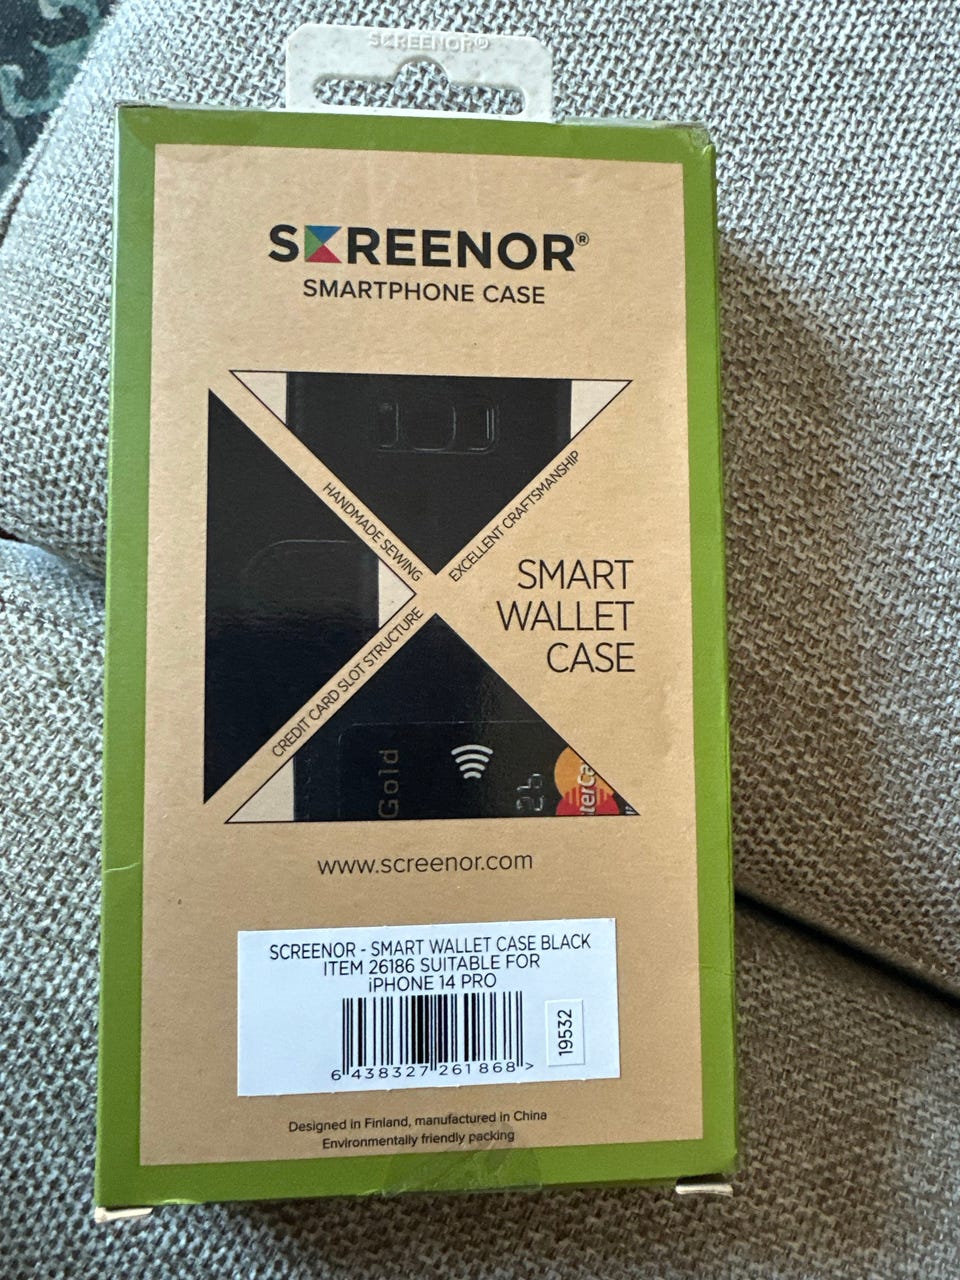 SCREENOR®
SCREENOR®
SMARTPHONE CASE
HANDMADE SEWING
EXCELLENT CRAFTSMANSHIP
SMART
WALLET
CASE
CREDIT CARD SLOT STRUCTURE
Gold
26
terCa
www.screenor.com
SCREENOR - SMART WALLET CASE BLACK
ITEM 26186 SUITABLE FOR
iPHONE 14 PRO
19532
6 438327 261868 >
Designed in Finland, manufactured in China
Environmentally friendly packing